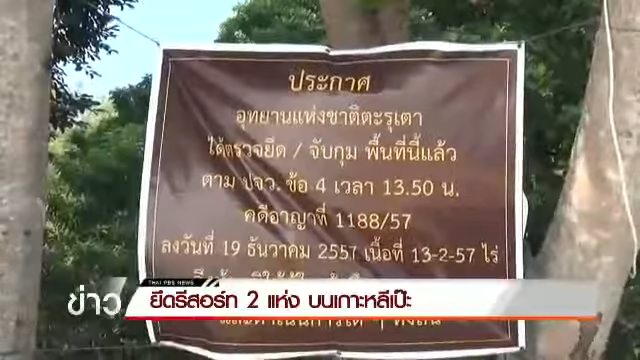 ประกาศ
อุทยานแห่งชาติตะรุเตา
ได้ตรวจยึด / จับกุม พื้นที่นี้แล้ว
ตาม ปจว. ข้อ 4 เวลา 13.50 น.
คดีอาญาที่ 1188/57
ลงวันที่ 19 ธันวาคม 2557 เนื้อที่ 13-2-57 ไร่
THAI PBS NEWS
ข่าว
ยึดรีสอร์ท 2 แห่ง บนเกาะหลีเป๊ะ